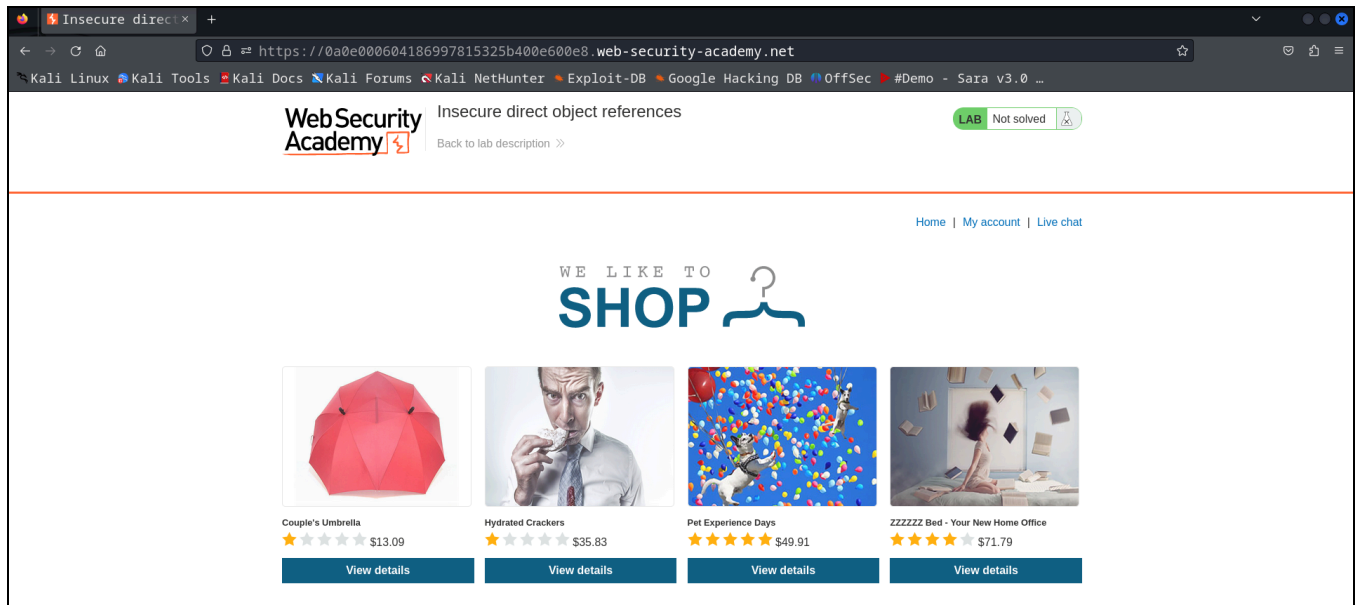 Insecure direct
https://0a0e000604186997815325b400e600e8.web-security-academy.net
Kali Linux Kali Tools Kali Docs Kali Forums Kali NetHunter Exploit-DB Google Hacking DB OffSec #Demo - Sara v3.0 …
WebSecurity
Academy
Insecure direct object references
Back to lab description
LAB Not solved
Home | My account | Live chat
WE LIKE TO
SHOP
Couple's Umbrella
$13.09
View details
Hydrated Crackers
$35.83
View details
Pet Experience Days
$49.91
View details
ZZZZZZ Bed - Your New Home Office
$71.79
View details